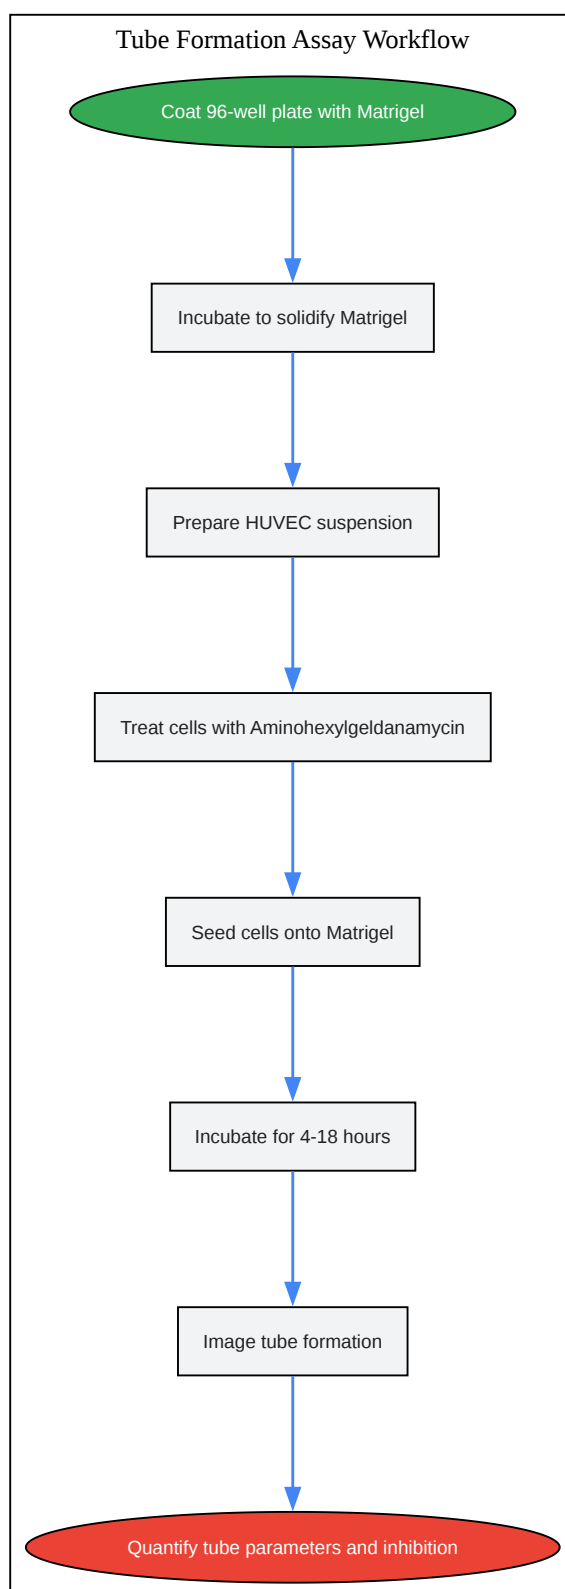 Tube Formation Assay Workflow
Coat 96-well plate with Matrigel
Incubate to solidify Matrigel
Prepare HUVEC suspension
Treat cells with Aminohexylgeldanamycin
Seed cells onto Matrigel
Incubate for 4-18 hours
Image tube formation
Quantify tube parameters and inhibition